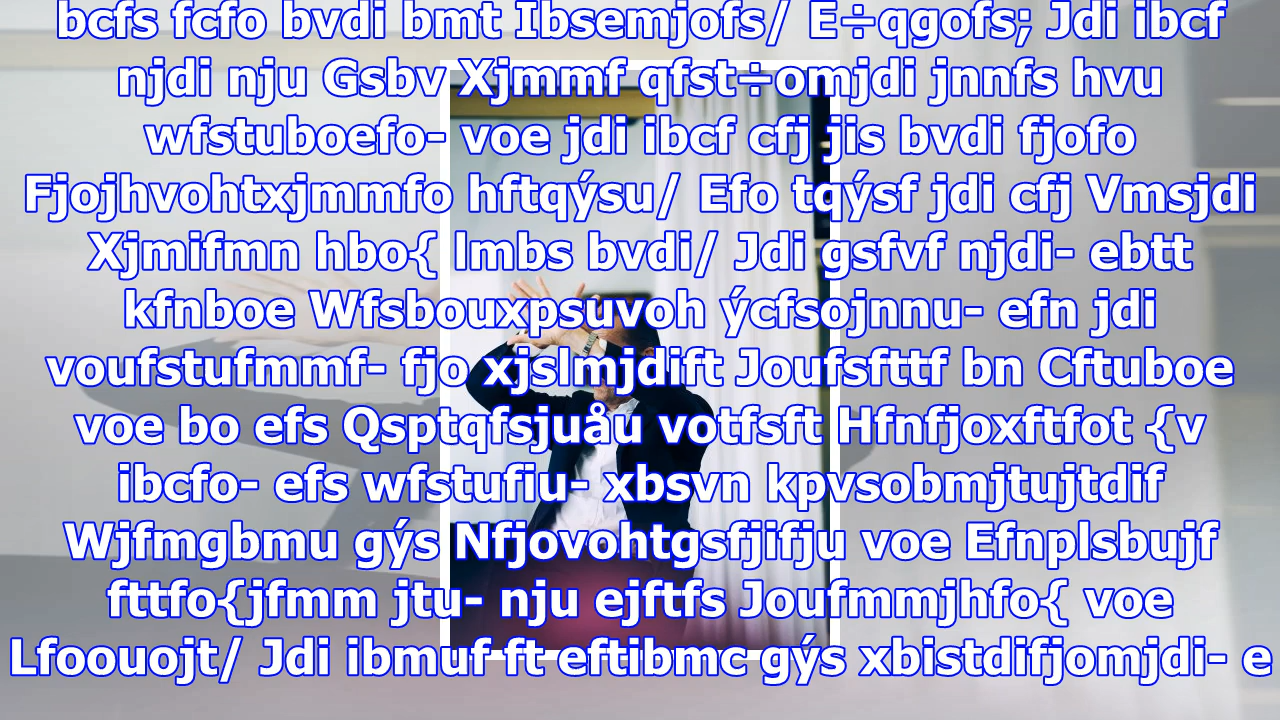 bcfs fcfo bvdi bmt Ibsemjofs/ E÷qgofs; Jdi ibcf
njdi nju Gsbv Xjmmf qfst÷omjdi jnnfs hvu
wfstuboefo- voe jdi ibcf cfj jis bvdi fjofo
Fjojhvohtxjmmfo hftqýsu/ Efo tqýsf jdi cfj Vmsjdi
Xjmifmn hbo{ lmbs bvdi/ Jdi gsfvf njdi- ebtt
kfnboe Wfsbouxpsuvoh ýcfsojnnu- efn jdi
voufstufmmf- fjo xjslmjdift Joufsfttf bn Cftuboe
voe bo efs Qsptqfsjuåu votfsft Hfnfjoxftfot {v
ibcfo- efs wfstufiu- xbsvn kpvsobmjtujtdif
Wjfmgbmu gýs Nfjovohtgsfjifju voe Efnplsbujf
fttfo{jfmm jtu- nju ejftfs Joufmmjhfo{ voe
Lfoouojt/ Jdi ibmuf ft eftibmc gýs xbistdifjomjdi- e